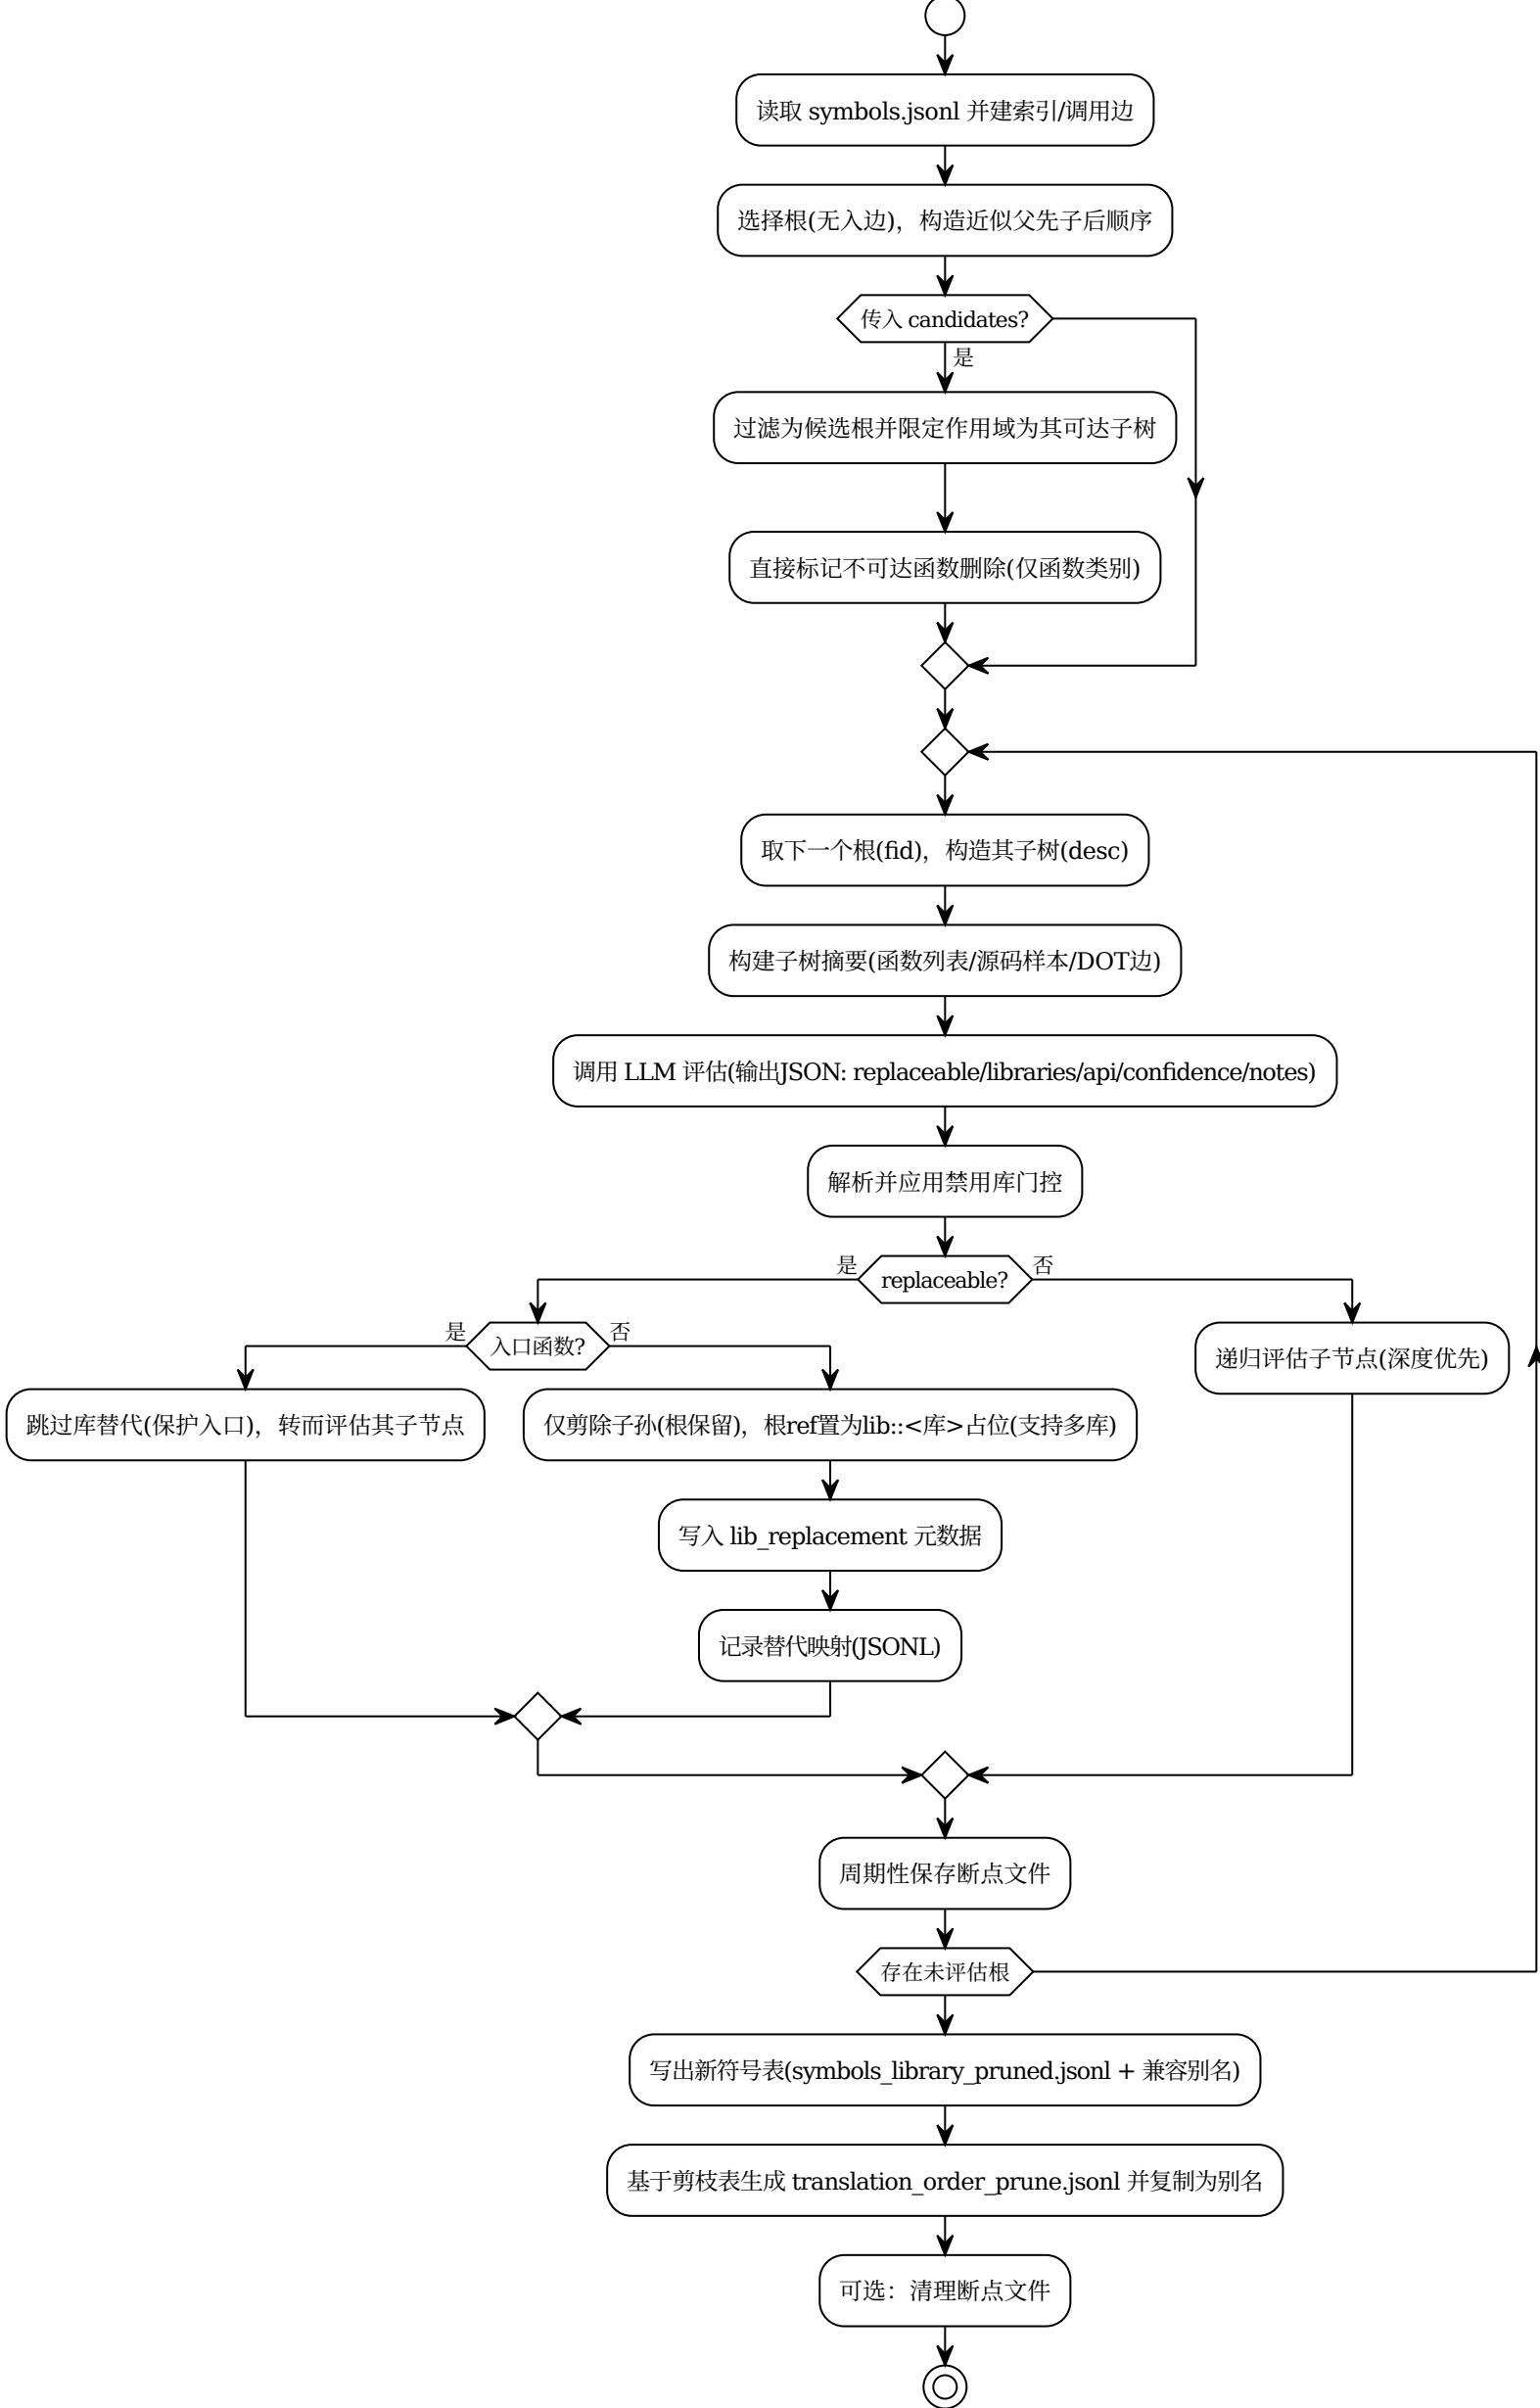 读取 symbols.jsonl 并建索引/调用边
选择根(无入边)，构造近似父先子后顺序
传入 candidates?
是
过滤为候选根并限定作用域为其可达子树
直接标记不可达函数删除(仅函数类别)
取下一个根(fid)，构造其子树(desc)
构建子树摘要(函数列表/源码样本/DOT边)
调用 LLM 评估(输出JSON: replaceable/libraries/api/confidence/notes)
解析并应用禁用库门控
是
replaceable?
否
是
入口函数?
否
递归评估子节点(深度优先)
跳过库替代(保护入口)，转而评估其子节点
仅剪除子孙(根保留)，根ref置为lib::<库>占位(支持多库)
写入 lib_replacement 元数据
记录替代映射(JSONL)
周期性保存断点文件
存在未评估根
写出新符号表(symbols_library_pruned.jsonl + 兼容别名)
基于剪枝表生成 translation_order_prune.jsonl 并复制为别名
可选：清理断点文件